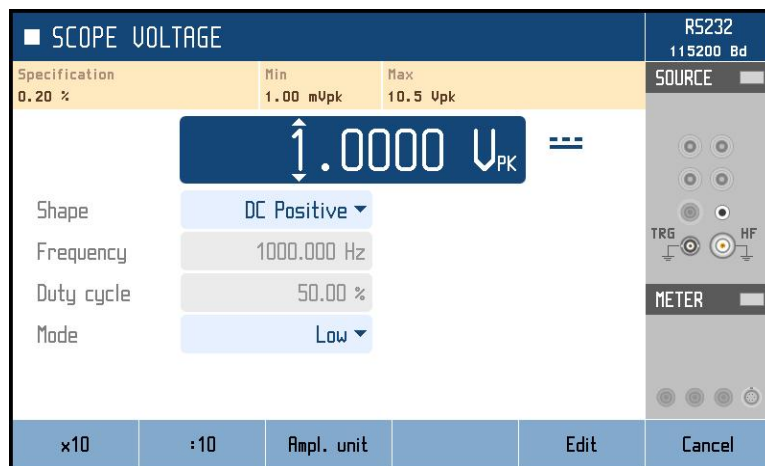 SCOPE VOLTAGE
RS232
115200 Bd
Specification Min Max
0.20 % 1.00 mVpk 10.5 Vpk
SOURCE
1.0000 VPK
Shape DC Positive
Frequency 1000.000 Hz
TRG HF
Duty cycle 50.00 %
METER
Mode Low
x10 :10 Ampl. unit Edit Cancel